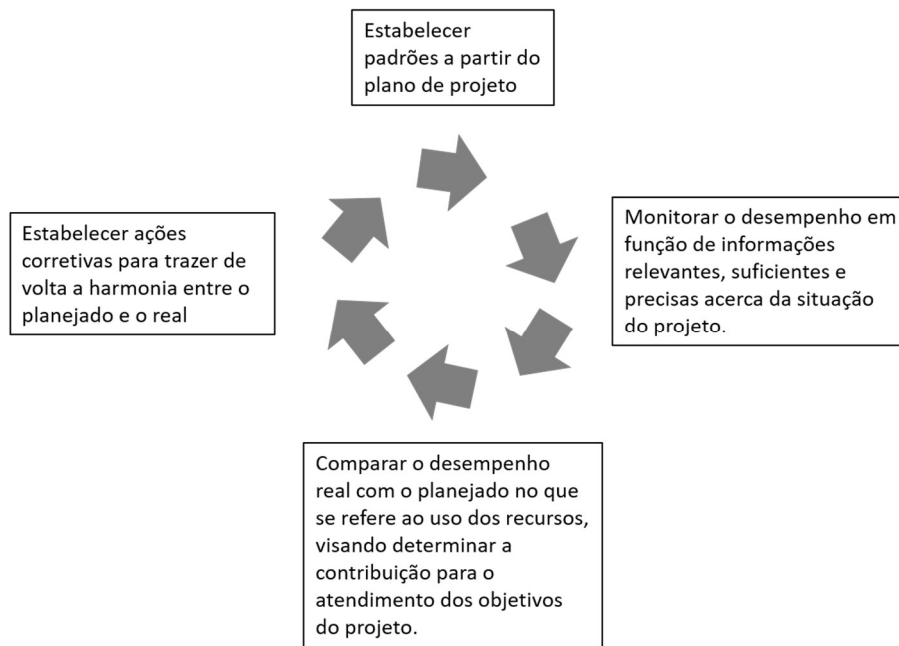 Estabelecer
padrões a partir do
plano de projeto
Monitorar o desempenho em
função de informações
relevantes, suficientes e
precisas acerca da situação
do projeto.
Comparar o desempenho
real com o planejado no que
se refere ao uso dos recursos,
visando determinar a
contribuição para o
atendimento dos objetivos
do projeto.
Estabelecer ações
corretivas para trazer de
volta a harmonia entre o
planejado e o real